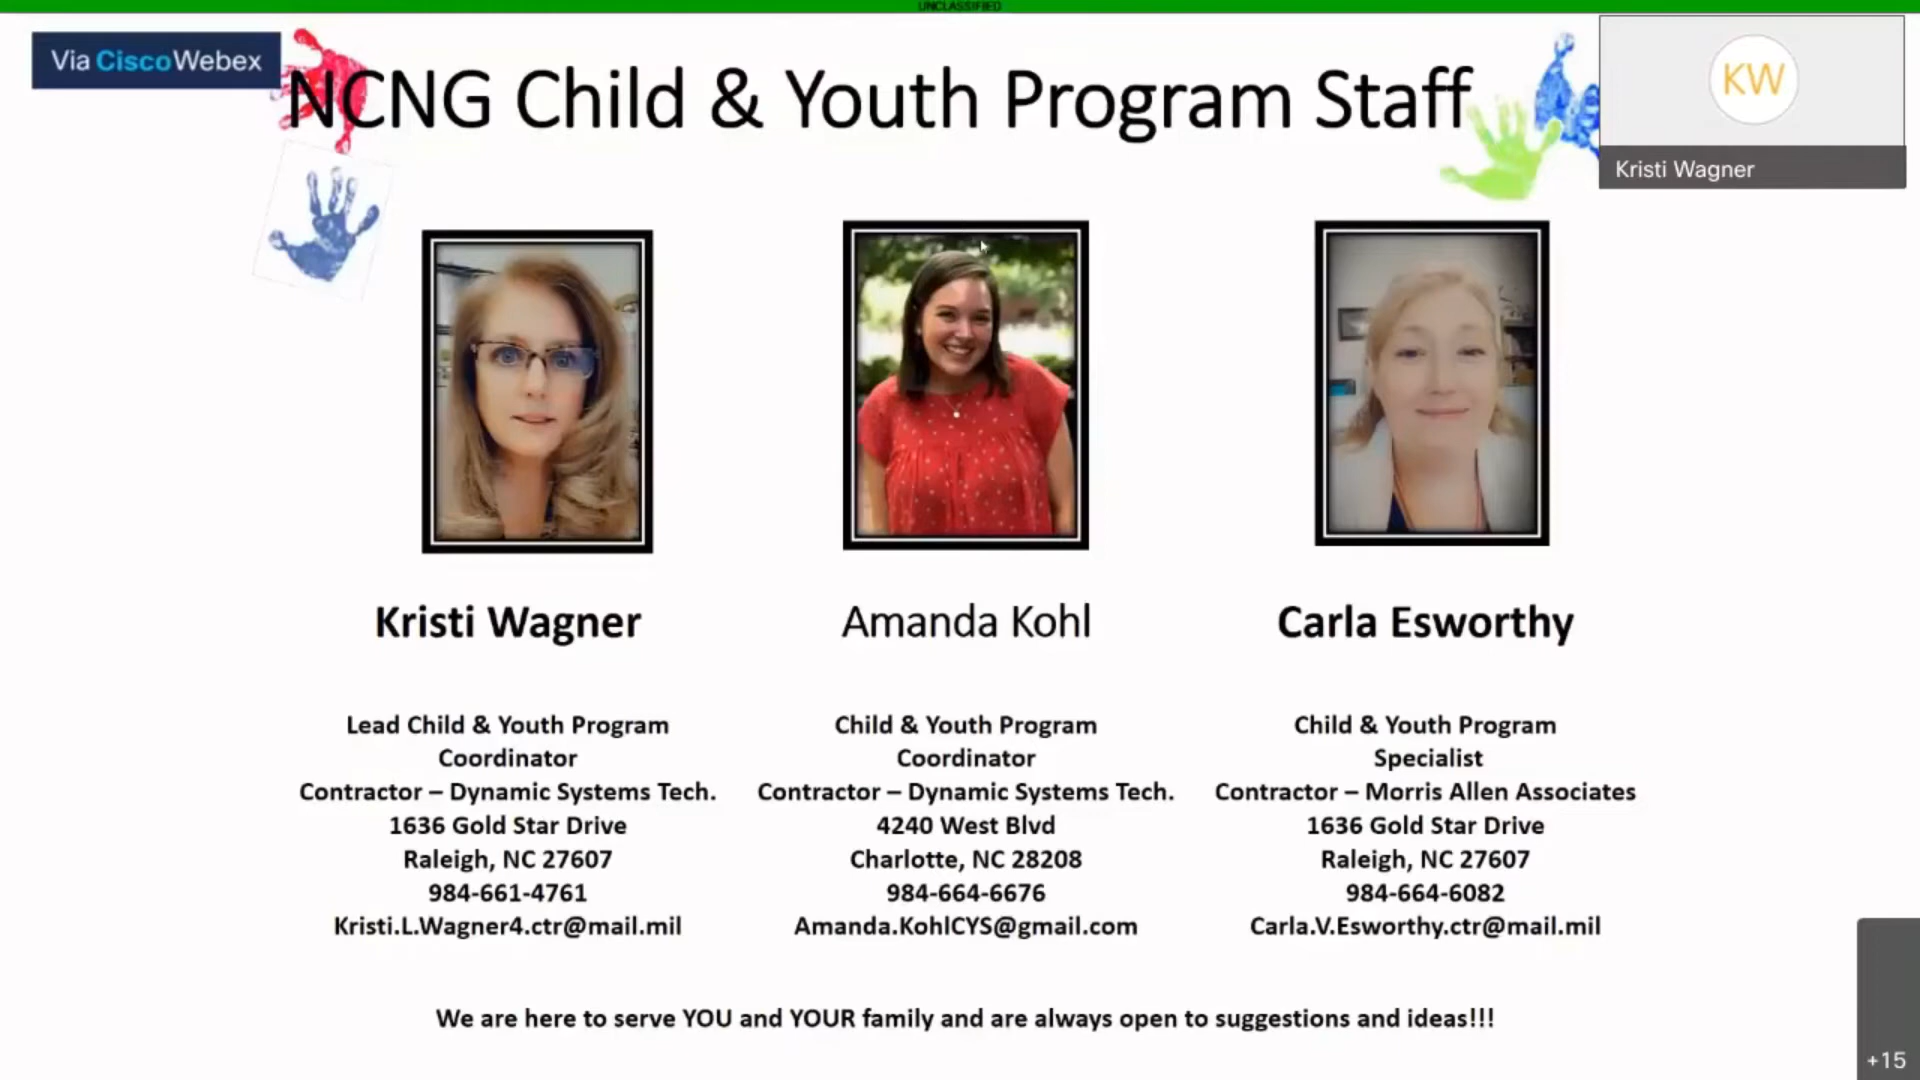 UNCLASSIFIED
Via CiscoWebex
NCNG Child & Youth Program Staff
KW
Kristi Wagner
Kristi Wagner
Lead Child & Youth Program
Coordinator
Contractor – Dynamic Systems Tech.
1636 Gold Star Drive
Raleigh, NC 27607
984-661-4761
Kristi.L.Wagner4.ctr@mail.mil
Amanda Kohl
Child & Youth Program
Coordinator
Contractor – Dynamic Systems Tech.
4240 West Blvd
Charlotte, NC 28208
984-664-6676
Amanda.KohlCYS@gmail.com
Carla Esworthy
Child & Youth Program
Specialist
Contractor – Morris Allen Associates
1636 Gold Star Drive
Raleigh, NC 27607
984-664-6082
Carla.V.Esworthy.ctr@mail.mil
We are here to serve YOU and YOUR family and are always open to suggestions and ideas!!!
+15